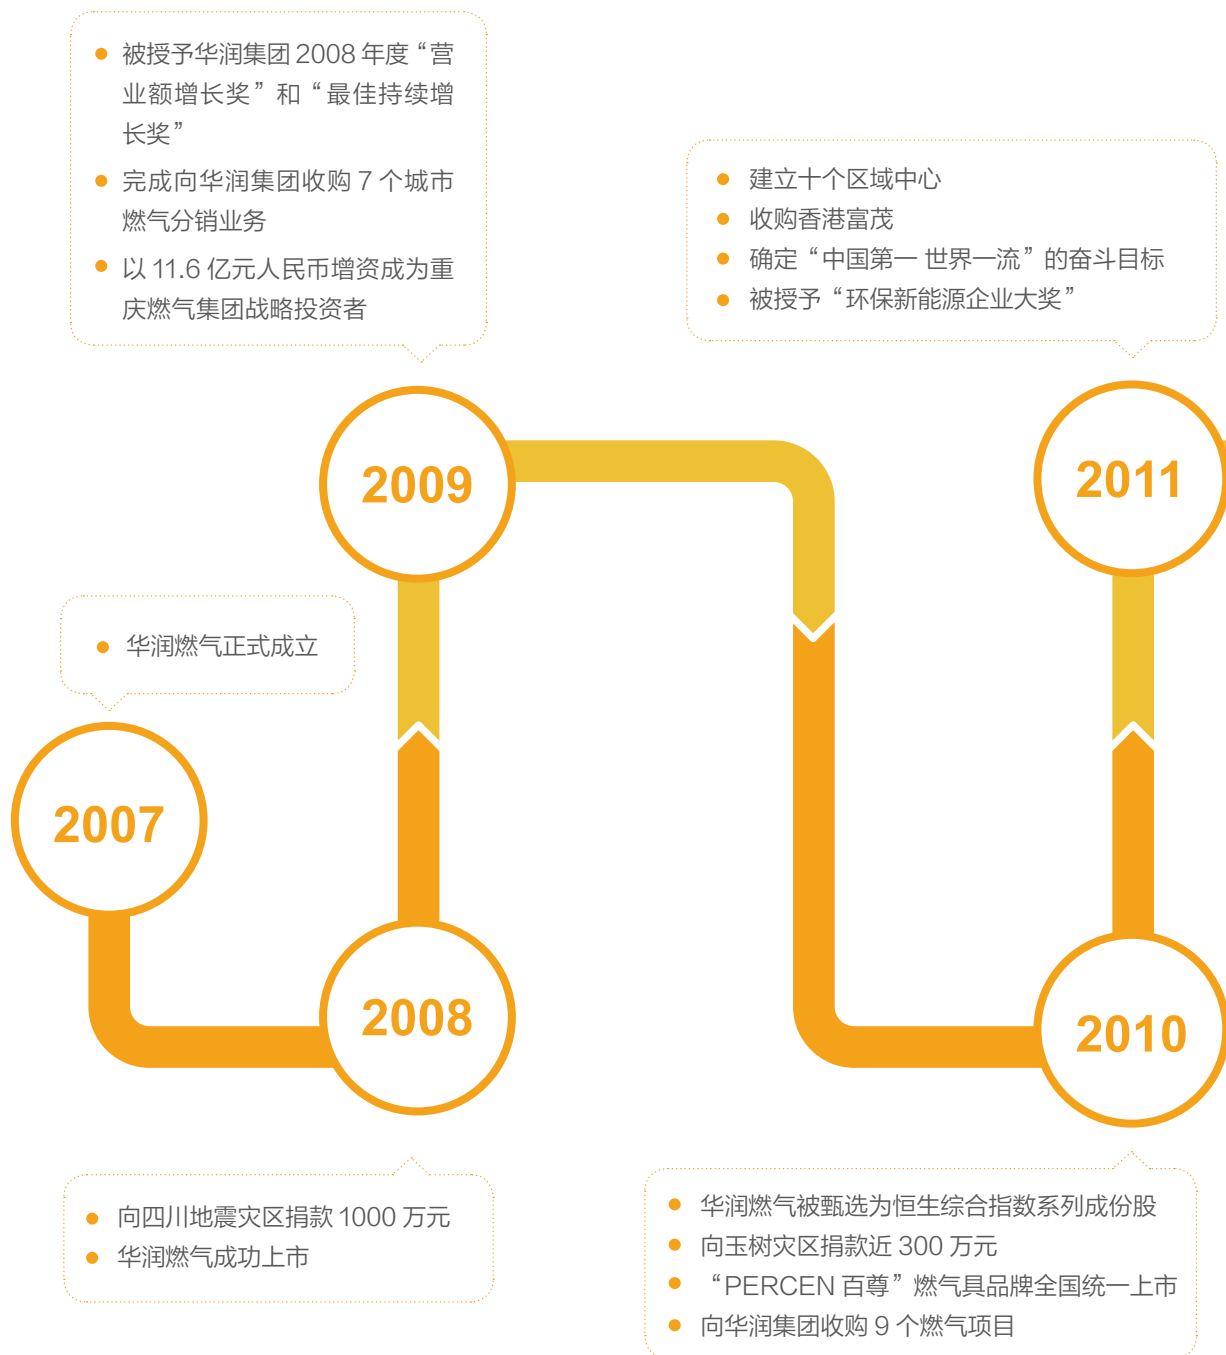 被授予华润集团 2008 年度“营
业额增长奖”和“最佳持续增
长奖”
完成向华润集团收购 7 个城市
燃气分销业务
以 11.6 亿元人民币增资成为重
庆燃气集团战略投资者
建立十个区域中心
收购香港富茂
确定“中国第一 世界一流”的奋斗目标
被授予“环保新能源企业大奖”
2009
2011
华润燃气正式成立
2007
2008
2010
向四川地震灾区捐款 1000 万元
华润燃气成功上市
华润燃气被甄选为恒生综合指数系列成份股
向玉树灾区捐款近 300 万元
“PERCEN 百尊”燃气具品牌全国统一上市
向华润集团收购 9 个燃气项目